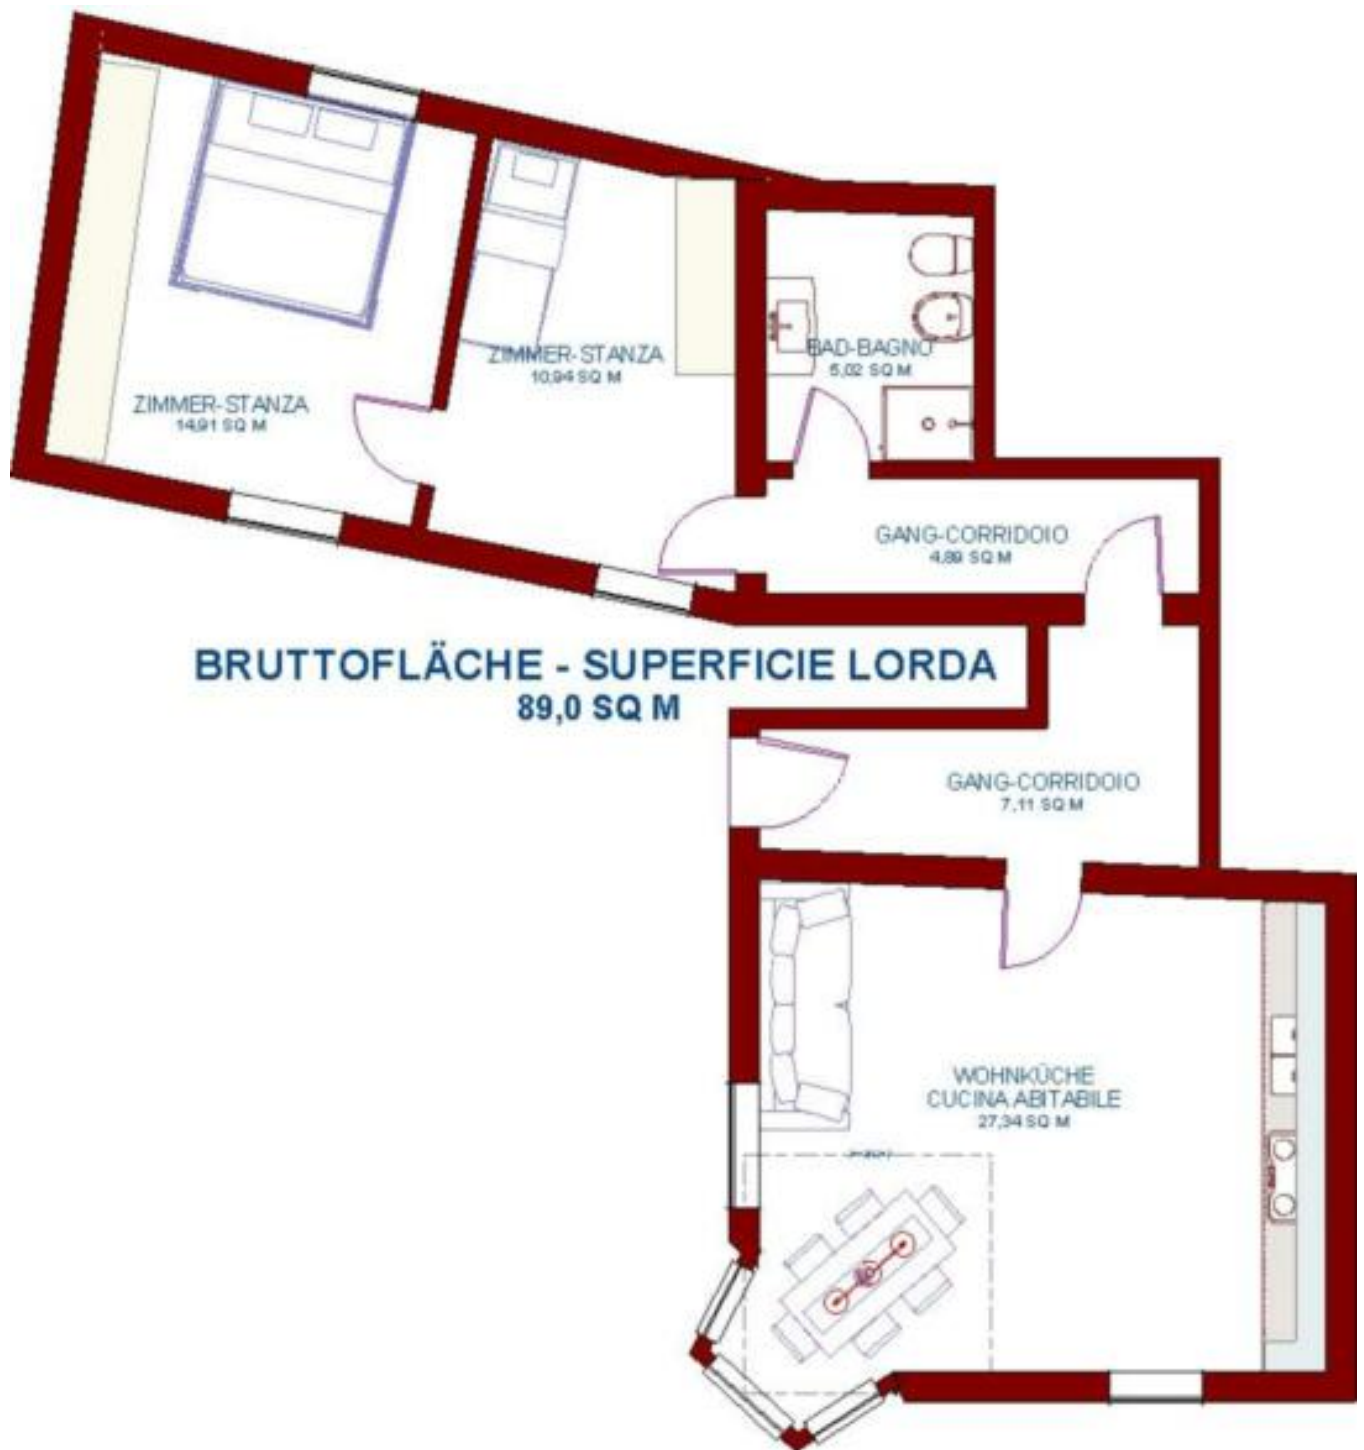 ZIMMER-STANZA
14,91 SQ M
ZIMMER-STANZA
10,94 SQ M
BAD-BAGNO
5,02 SQ M
GANG-CORRIDOIO
4,89 SQ M
BRUTTOFLÄCHE - SUPERFICIE LORDA
89,0 SQ M
GANG-CORRIDOIO
7,11 SQ M
WOHNKÜCHE
CUCINA ABITABILE
27,34 SQ M